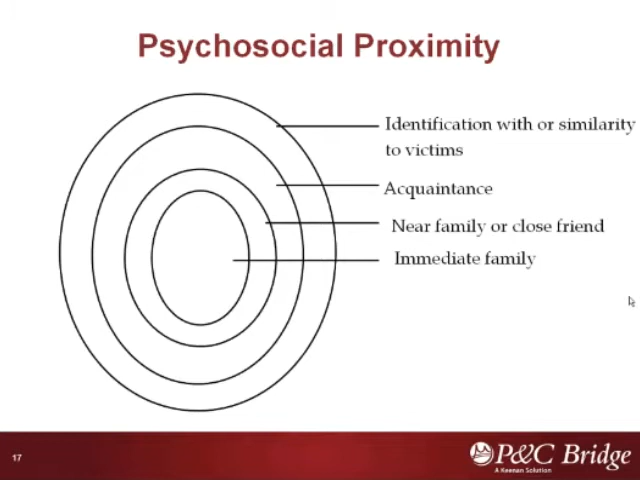 Psychosocial Proximity
Identification with or similarity
to victims
Acquaintance
Near family or close friend
Immediate family
17
P&C Bridge
A Keenan Solution